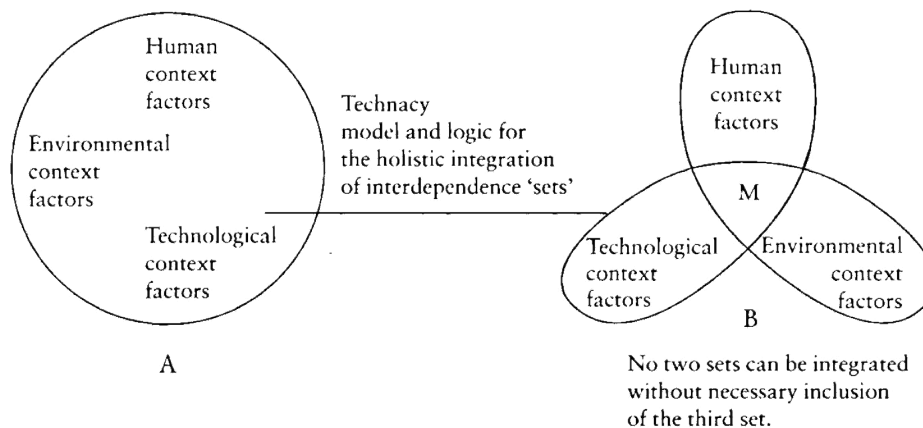 Human
context
factors
Environmental
context
factors
Technological
context
factors
A
Technacy
model and logic for
the holistic integration
of interdependence ‘sets’
Human
context
factors
M
Technological
context
factors
Environmental
context
factors
B
No two sets can be integrated
without necessary inclusion
of the third set.